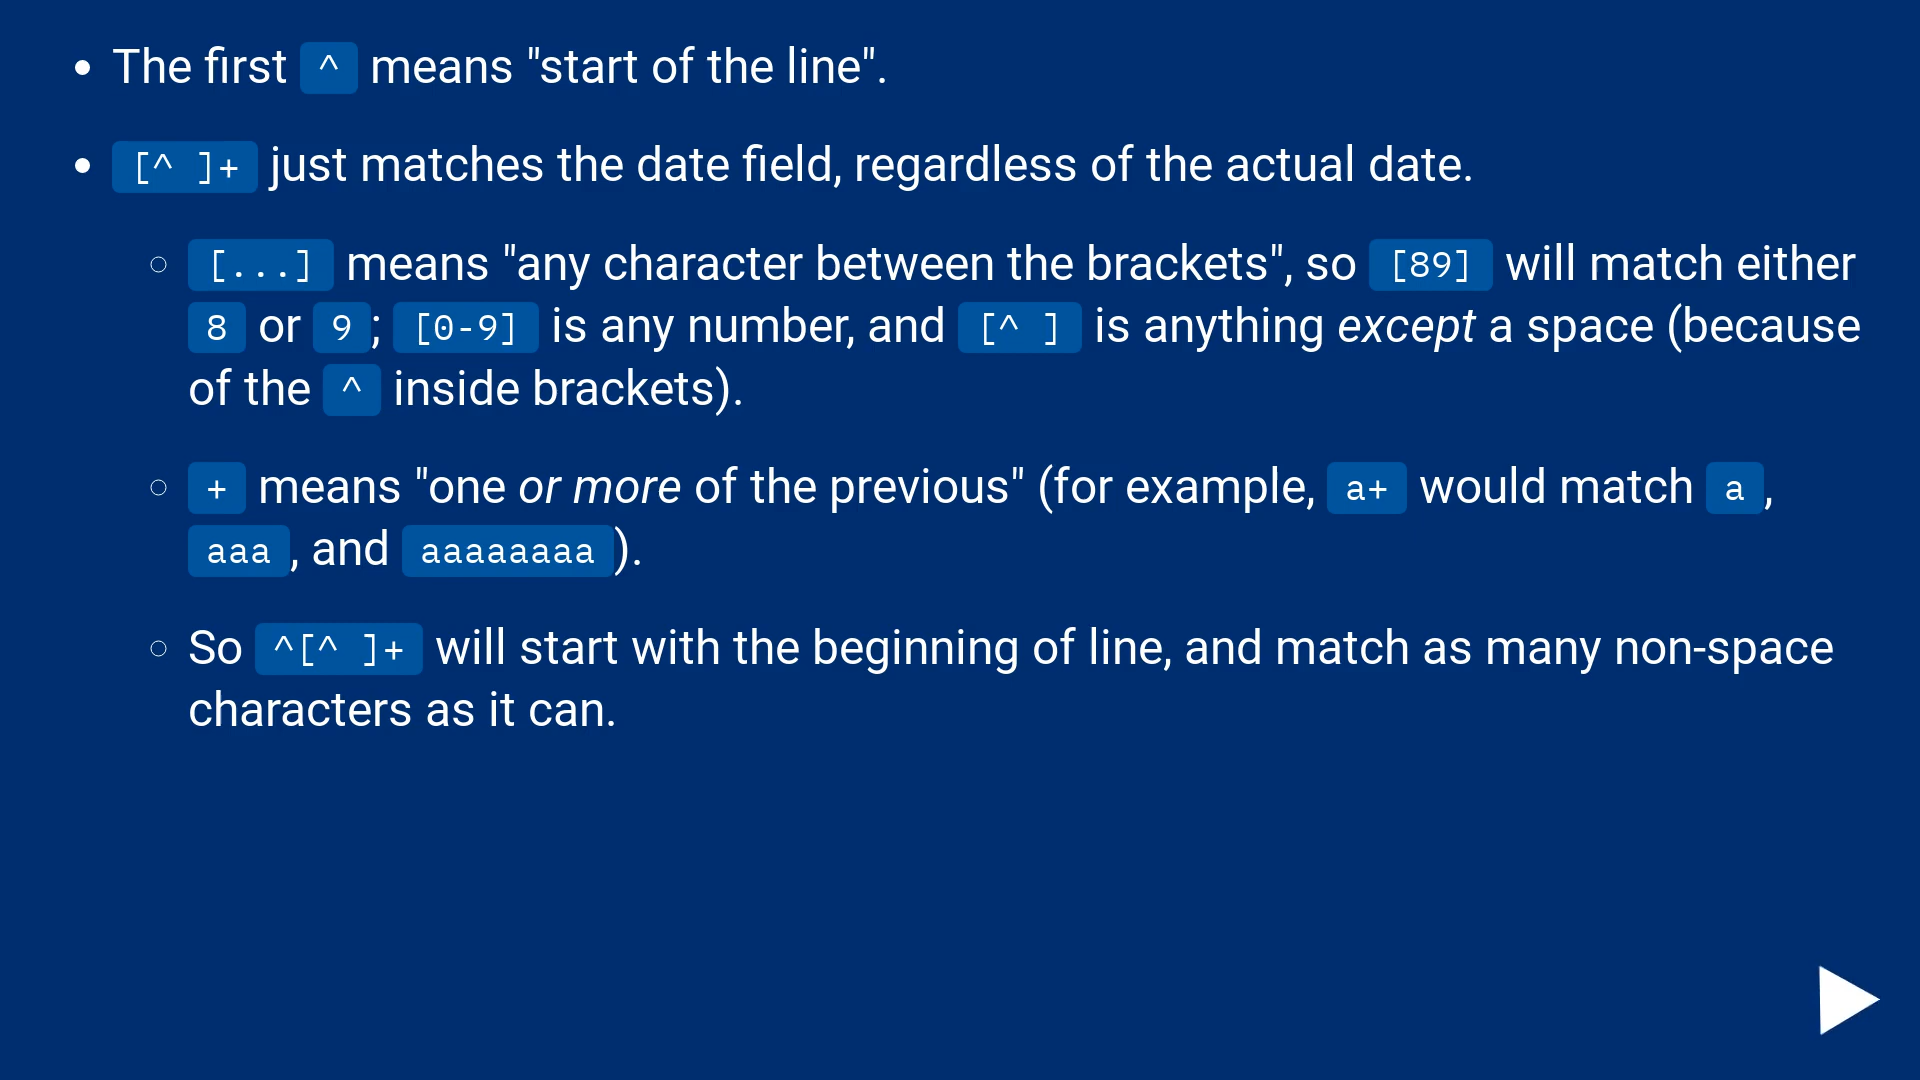 • The first ^ means "start of the line".
• [^ ]+ just matches the date field, regardless of the actual date.
○ [...] means "any character between the brackets", so [89] will match either
8 or 9; [0-9] is any number, and [^ ] is anything except a space (because
of the ^ inside brackets).
○ + means "one or more of the previous" (for example, a+ would match a,
aaa, and aaaaaaaa).
○ So ^[^ ]+ will start with the beginning of line, and match as many non-space
characters as it can.